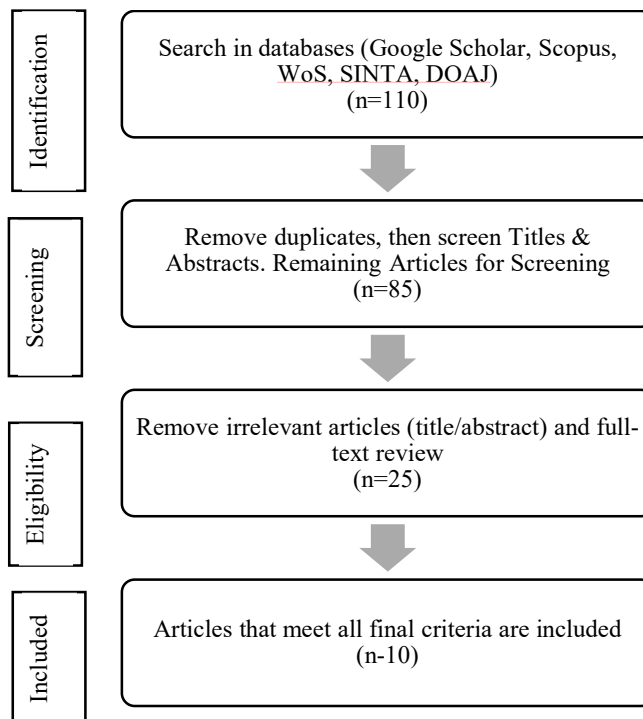 Identification
Search in databases (Google Scholar, Scopus,
WoS, SINTA, DOAJ)
(n=110)
Screening
Remove duplicates, then screen Titles &
Abstracts. Remaining Articles for Screening
(n=85)
Eligibility
Remove irrelevant articles (title/abstract) and full-
text review
(n=25)
Included
Articles that meet all final criteria are included
(n-10)